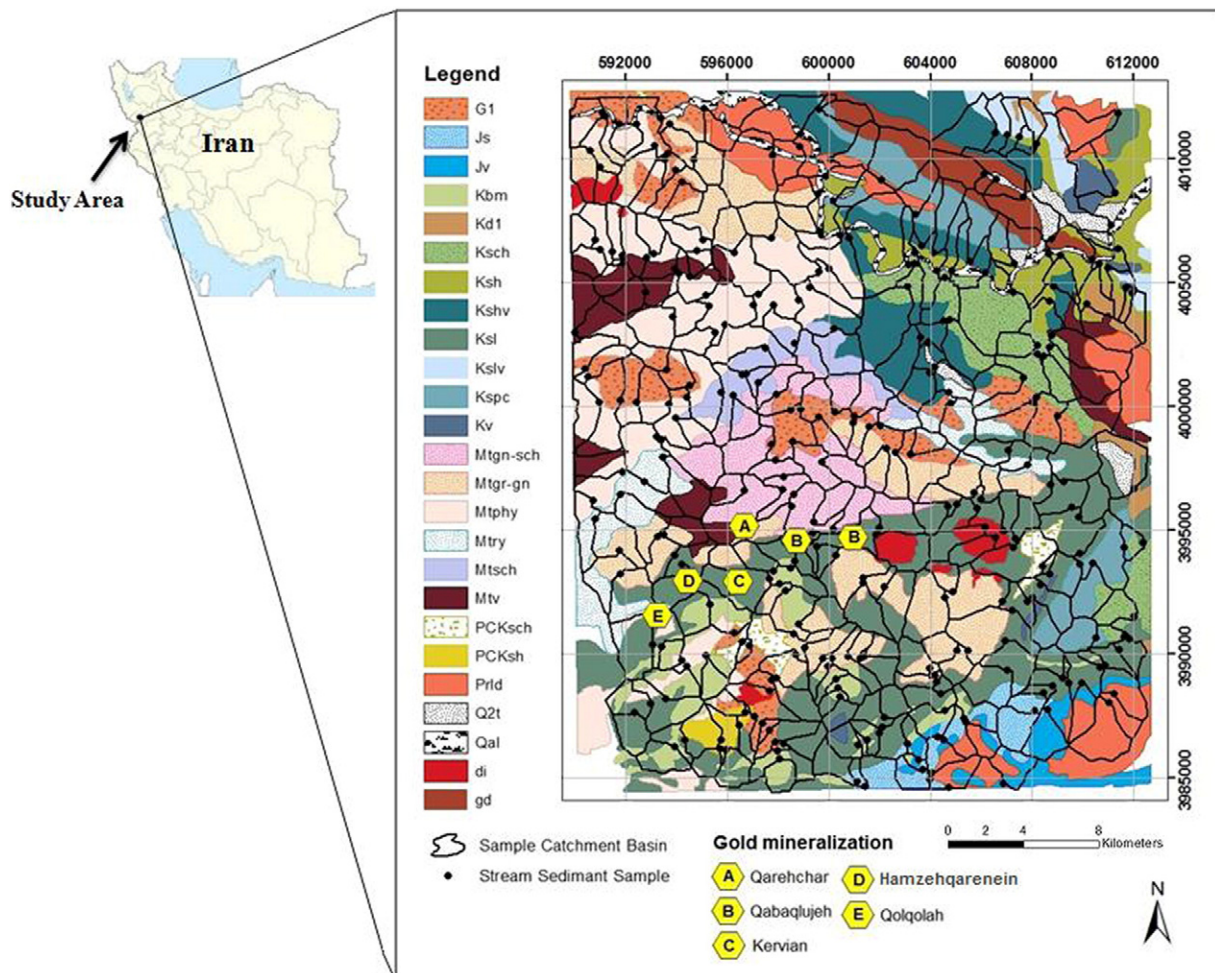 Iran
Study Area
Legend
G1
Js
Jv
Kbm
Kd1
Ksch
Ksh
Kshv
Ksl
Kslv
Kspc
Kv
Mtgn-sch
Mtgr-gn
Mtphy
Mtry
Mtsch
Mtv
PCKsch
PCKsh
Prld
Q2t
Qal
di
gd
592000 596000 600000 604000 608000 612000
4010000
4005000
4000000
3995000
3990000
3985000
A
B
B
D
C
E
Sample Catchment Basin
Stream Sedimant Sample
Gold mineralization
A Qarehchar
B Qabaqlujeh
C Kervian
D Hamzehqarenein
E Qolqolah
0 2 4 8
Kilometers
N